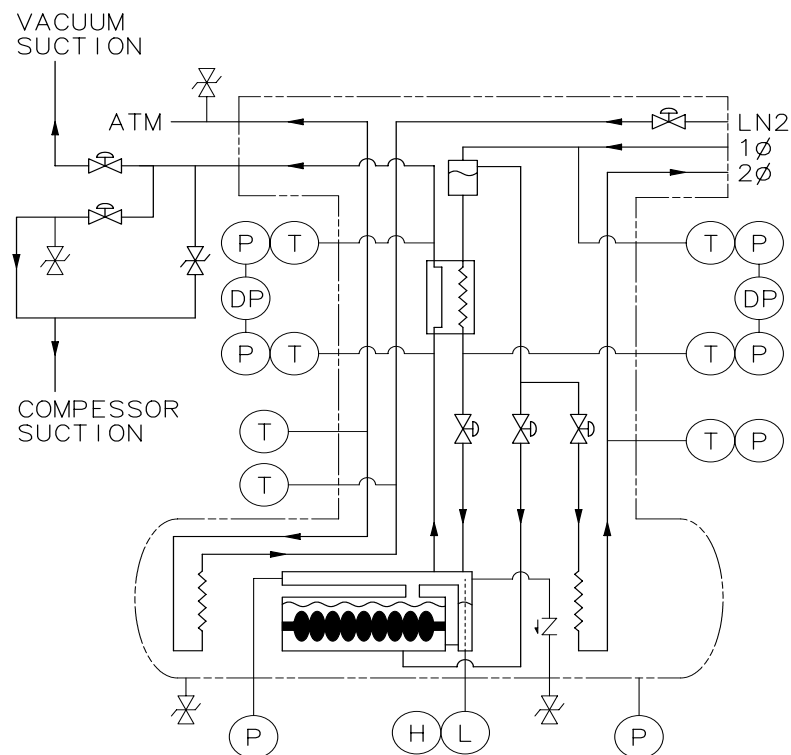 VACUUM
SUCTION
ATM
LN2
1Ø
2Ø
P T
T P
DP
DP
P T
T P
COMPESSOR
SUCTION
T
T P
T
P
H L
P